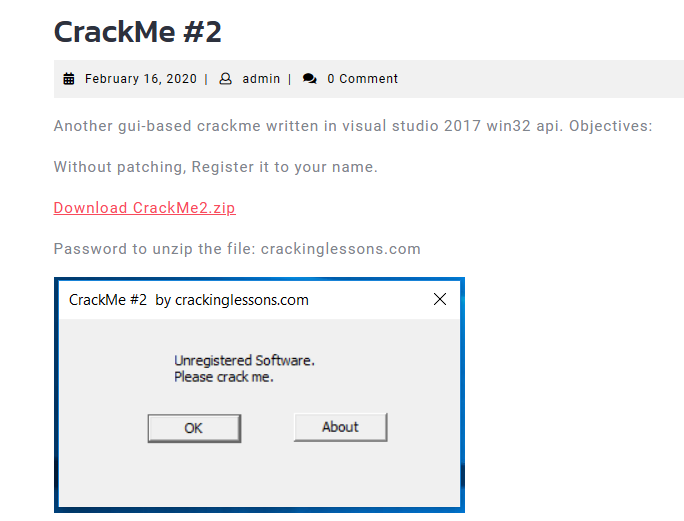 CrackMe #2
February 16, 2020 | admin | 0 Comment
Another gui-based crackme written in visual studio 2017 win32 api. Objectives:
Without patching, Register it to your name.
Download CrackMe2.zip
Password to unzip the file: crackinglessons.com
CrackMe #2 by crackinglessons.com
Unregistered Software.
Please crack me.
OK About